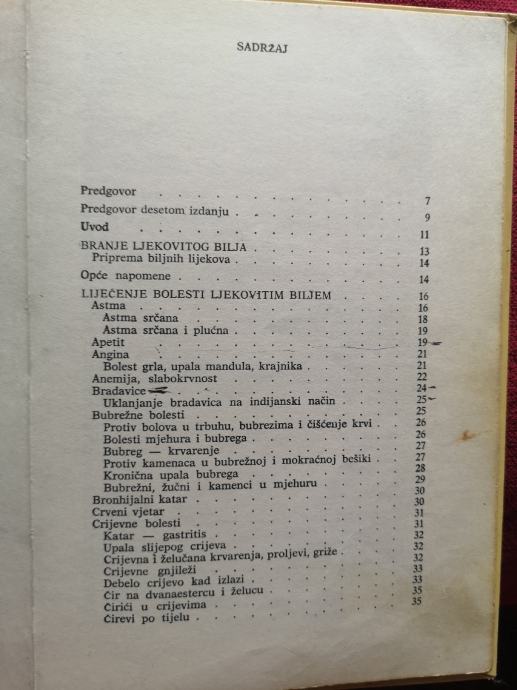 SADRŽAJ
Predgovor . . . . . . . . 7
Predgovor desetom izdanju . . . . . . 9
Uvod . . . . . . . . 11
BRANJE LJEKOVITOG BILJA . . . . . 13
Priprema biljnih lijekova . . . . . . 14
Opće napomene . . . . . . . 14
LIJEČENJE BOLESTI LJEKOVITIM BILJEM . . . 16
Astma . . . . . . . . 16
Astma srčana . . . . . . . 18
Astma srčana i plućna . . . . . . 19
Apetit . . . . . . . . 19
Angina . . . . . . . . 21
Bolest grla, upala mandula, krajnika . . . . 21
Anemija, slabokrvnost . . . . . . 22
Bradavice . . . . . . . 24
Uklanjanje bradavica na indijanski način . . . 25
Bubrežne bolesti . . . . . . . 25
Protiv bolova u trbuhu, bubrezima i čišćenje krvi . 26
Bolesti mjehura i bubrega . . . . . 26
Bubreg — krvarenje . . . . . . 27
Protiv kamenaca u bubrežnoj i mokraćnoj bešiki . 27
Kronična upala bubrega . . . . . 28
Bubrežni, žučni i kamenci u mjehuru . . . 29
Bronhijalni katar . . . . . . . 30
Crveni vjetar . . . . . . . 30
Crijevne bolesti . . . . . . . 31
Katar — gastritis . . . . . . 31
Upala slijepog crijeva . . . . . . 32
Crijevna i želučana krvarenja, proljevi, griže . . 32
Crijevne gnjileži . . . . . . 32
Debelo crijevo kad izlazi . . . . . 33
Čir na dvanaestercu i želucu . . . . 33
Čirići u crijevima . . . . . . 35
Čirevi po tijelu . . . . . . 35